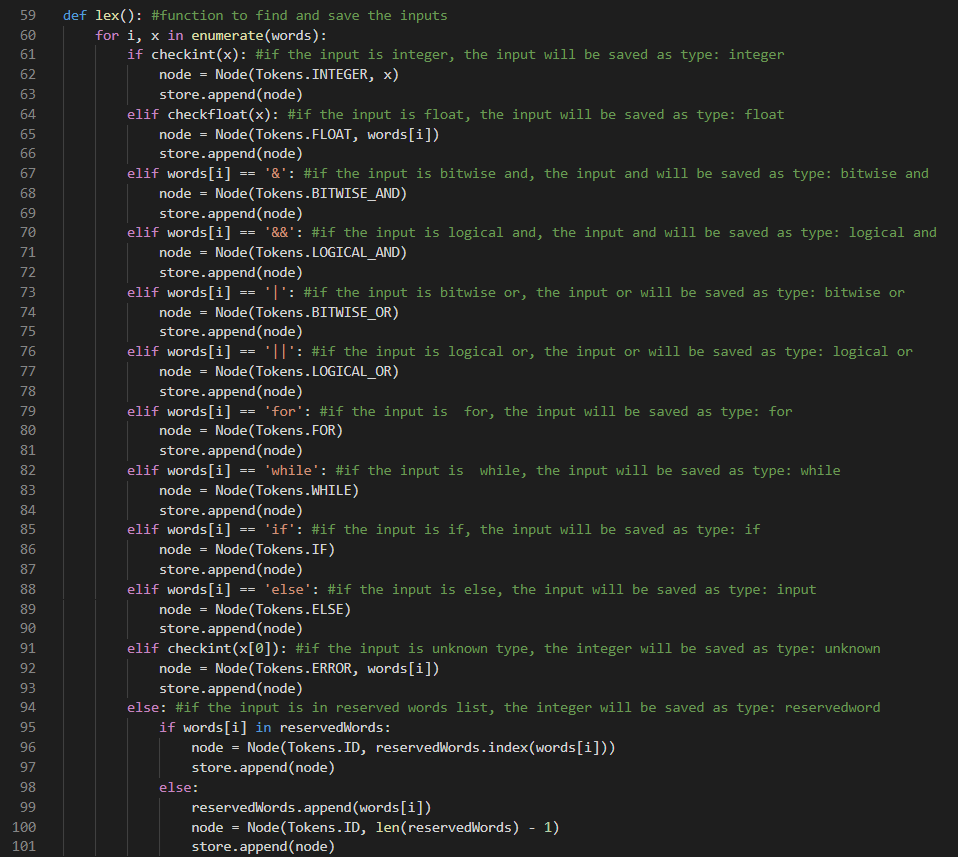 59 def lex(): #function to find and save the inputs
60     for i, x in enumerate(words):
61         if checkint(x): #if the input is integer, the input will be saved as type: integer
62             node = Node(Tokens.INTEGER, x)
63             store.append(node)
64         elif checkfloat(x): #if the input is float, the input will be saved as type: float
65             node = Node(Tokens.FLOAT, words[i])
66             store.append(node)
67         elif words[i] == '&': #if the input is bitwise and, the input and will be saved as type: bitwise and
68             node = Node(Tokens.BITWISE_AND)
69             store.append(node)
70         elif words[i] == '&&': #if the input is logical and, the input and will be saved as type: logical and
71             node = Node(Tokens.LOGICAL_AND)
72             store.append(node)
73         elif words[i] == '|': #if the input is bitwise or, the input or will be saved as type: bitwise or
74             node = Node(Tokens.BITWISE_OR)
75             store.append(node)
76         elif words[i] == '||': #if the input is logical or, the input or will be saved as type: logical or
77             node = Node(Tokens.LOGICAL_OR)
78             store.append(node)
79         elif words[i] == 'for': #if the input is  for, the input will be saved as type: for
80             node = Node(Tokens.FOR)
81             store.append(node)
82         elif words[i] == 'while': #if the input is  while, the input will be saved as type: while
83             node = Node(Tokens.WHILE)
84             store.append(node)
85         elif words[i] == 'if': #if the input is if, the input will be saved as type: if
86             node = Node(Tokens.IF)
87             store.append(node)
88         elif words[i] == 'else': #if the input is else, the input will be saved as type: input
89             node = Node(Tokens.ELSE)
90             store.append(node)
91         elif checkint(x[0]): #if the input is unknown type, the integer will be saved as type: unknown
92             node = Node(Tokens.ERROR, words[i])
93             store.append(node)
94         else: #if the input is in reserved words list, the integer will be saved as type: reservedword
95             if words[i] in reservedWords:
96                 node = Node(Tokens.ID, reservedWords.index(words[i]))
97                 store.append(node)
98             else:
99                 reservedWords.append(words[i])
100                 node = Node(Tokens.ID, len(reservedWords) - 1)
101                 store.append(node)